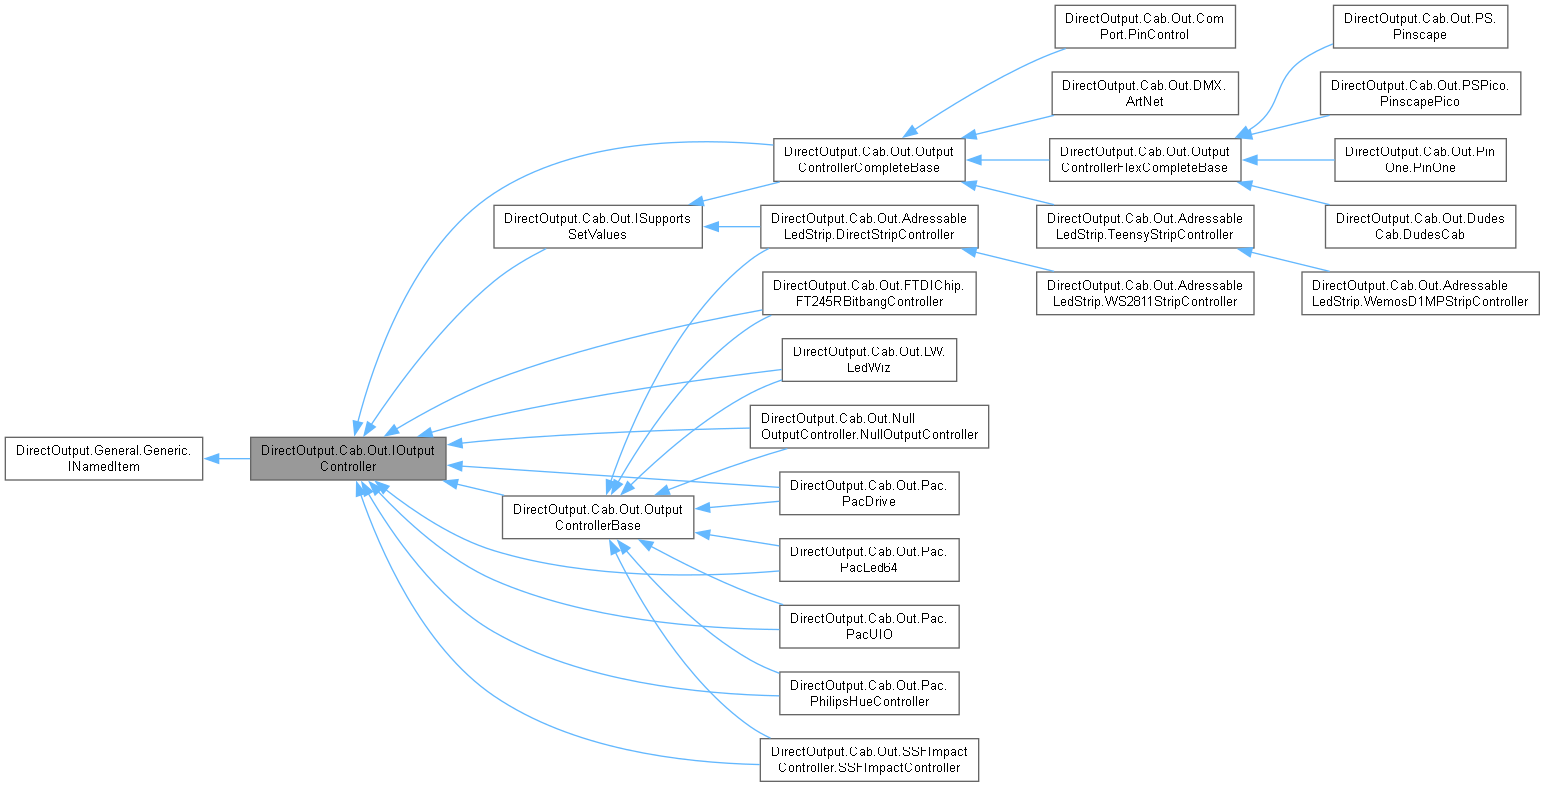 DirectOutput.General.Generic.
INamedItem
DirectOutput.Cab.Out.IOutput
Controller
DirectOutput.Cab.Out.ISupports
SetValues
DirectOutput.Cab.Out.Output
ControllerBase
DirectOutput.Cab.Out.Output
ControllerCompleteBase
DirectOutput.Cab.Out.Adressable
LedStrip.DirectStripController
DirectOutput.Cab.Out.FTDIChip.
FT245RBitbangController
DirectOutput.Cab.Out.LW.
LedWiz
DirectOutput.Cab.Out.Null
OutputController.NullOutputController
DirectOutput.Cab.Out.Pac.
PacDrive
DirectOutput.Cab.Out.Pac.
PacLed64
DirectOutput.Cab.Out.Pac.
PacUIO
DirectOutput.Cab.Out.Pac.
PhilipsHueController
DirectOutput.Cab.Out.SSFImpact
Controller.SSFImpactController
DirectOutput.Cab.Out.Com
Port.PinControl
DirectOutput.Cab.Out.DMX.
ArtNet
DirectOutput.Cab.Out.Output
ControllerFlexCompleteBase
DirectOutput.Cab.Out.Adressable
LedStrip.TeensyStripController
DirectOutput.Cab.Out.Adressable
LedStrip.WS2811StripController
DirectOutput.Cab.Out.PS.
Pinscape
DirectOutput.Cab.Out.PSPico.
PinscapePico
DirectOutput.Cab.Out.Pin
One.PinOne
DirectOutput.Cab.Out.Dudes
Cab.DudesCab
DirectOutput.Cab.Out.Adressable
LedStrip.WemosD1MPStripController